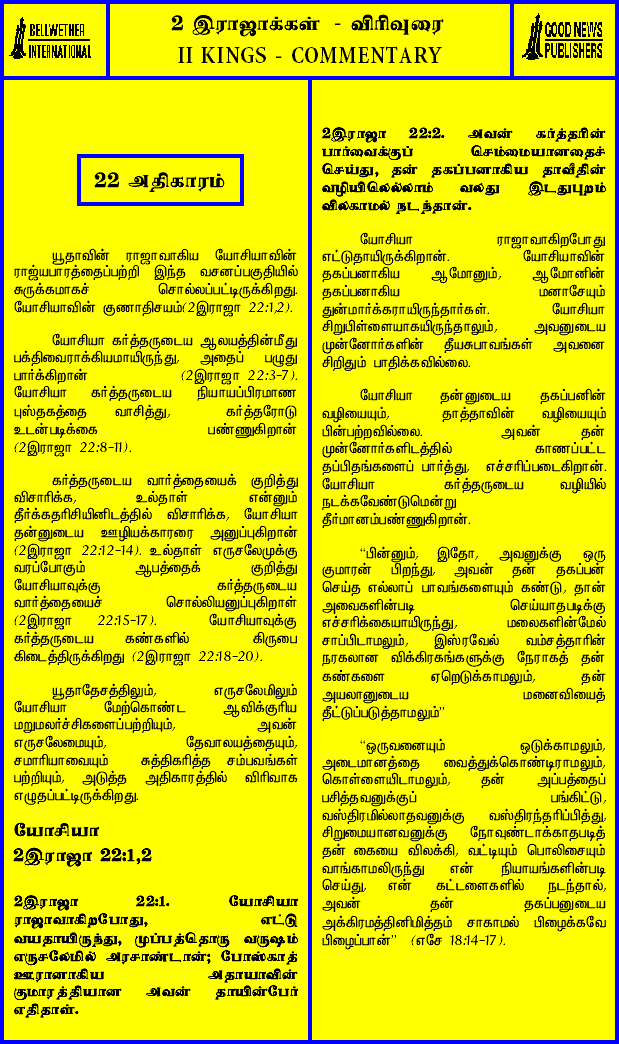 BELLWETHER
INTERNATIONAL
2 இராஜாக்கள் - விரிவுரை
II KINGS - COMMENTARY
GOOD NEWS
PUBLISHERS
22 அதிகாரம்
யூதாவின் ராஜாவாகிய யோசியாவின்
ராஜ்யபாரத்தைப்பற்றி இந்த வசனப்பகுதியில்
சுருக்கமாகச் சொல்லப்பட்டிருக்கிறது.
யோசியாவின் குணாதிசயம்(2இராஜா 22:1,2).
யோசியா கர்த்தருடைய ஆலயத்தின்மீது
பக்திவைராக்கியமாயிருந்து, அதைப் பழுது
பார்க்கிறான் (2இராஜா 22:3-7).
யோசியா கர்த்தருடைய நியாயப்பிரமாண
புஸ்தகத்தை வாசித்து, கர்த்தரோடு
உடன்படிக்கை பண்ணுகிறான்
(2இராஜா 22:8-11).
கர்த்தருடைய வார்த்தையைக் குறித்து
விசாரிக்க, உல்தாள் என்னும்
தீர்க்கதரிசியினிடத்தில் விசாரிக்க, யோசியா
தன்னுடைய ஊழியக்காரரை அனுப்புகிறான்
(2இராஜா 22:12-14). உல்தாள் எருசலேமுக்கு
வரப்போகும் ஆபத்தைக் குறித்து
யோசியாவுக்கு கர்த்தருடைய
வார்த்தையைச் சொல்லியனுப்புகிறாள்
(2இராஜா 22:15-17). யோசியாவுக்கு
கர்த்தருடைய கண்களில் கிருபை
கிடைத்திருக்கிறது (2இராஜா 22:18-20).
யூதாதேசத்திலும், எருசலேமிலும்
யோசியா மேற்கொண்ட ஆவிக்குரிய
மறுமலர்ச்சிகளைப்பற்றியும், அவன்
எருசலேமையும், தேவாலயத்தையும்,
சமாரியாவையும் சுத்திகரித்த சம்பவங்கள்
பற்றியும், அடுத்த அதிகாரத்தில் விரிவாக
எழுதப்பட்டிருக்கிறது.
யோசியா
2இராஜா 22:1,2
2இராஜா 22:1. யோசியா
ராஜாவாகிறபோது, எட்டு
வயதாயிருந்து, முப்பத்தொரு வருஷம்
எருசலேமில் அரசாண்டான்; போஸ்காத்
ஊரானாகிய அதாயாவின்
குமாரத்தியான அவன் தாயின்பேர்
எதிதாள்.
2இராஜா 22:2. அவன் கர்த்தரின்
பார்வைக்குப் செம்மையானதைச்
செய்து, தன் தகப்பனாகிய தாவீதின்
வழியிலெல்லாம் வலது இடதுபுறம்
விலகாமல் நடந்தான்.
யோசியா ராஜாவாகிறபோது
எட்டுதாயிருக்கிறான். யோசியாவின்
தகப்பனாகிய ஆமோனும், ஆமோனின்
தகப்பனாகிய மனாசேயும்
துன்மார்க்கராயிருந்தார்கள். யோசியா
சிறுபிள்ளையாகயிருந்தாலும், அவனுடைய
முன்னோர்களின் தீயசுபாவங்கள் அவனை
சிறிதும் பாதிக்கவில்லை.
யோசியா தன்னுடைய தகப்பனின்
வழியையும், தாத்தாவின் வழியையும்
பின்பற்றவில்லை. அவன் தன்
முன்னோர்களிடத்தில் காணப்பட்ட
தப்பிதங்களைப் பார்த்து, எச்சரிப்படைகிறான்.
யோசியா கர்த்தருடைய வழியில்
நடக்கவேண்டுமென்று
தீர்மானம்பண்ணுகிறான்.
“பின்னும், இதோ, அவனுக்கு ஒரு
குமாரன் பிறந்து, அவன் தன் தகப்பன்
செய்த எல்லாப் பாவங்களையும் கண்டு, தான்
அவைகளின்படி செய்யாதபடிக்கு
எச்சரிக்கையாயிருந்து, மலைகளின்மேல்
சாப்பிடாமலும், இஸ்ரவேல் வம்சத்தாரின்
நரகலான விக்கிரகங்களுக்கு நேராகத் தன்
கண்களை ஏறெடுக்காமலும், தன்
அயலானுடைய மனைவியைத்
தீட்டுப்படுத்தாமலும்”
“ஒருவனையும் ஒடுக்காமலும்,
அடைமானத்தை வைத்துக்கொண்டிராமலும்,
கொள்ளையிடாமலும், தன் அப்பத்தைப்
பசித்தவனுக்குப் பங்கிட்டு,
வஸ்திரமில்லாதவனுக்கு வஸ்திரந்தரிப்பித்து,
சிறுமையானவனுக்கு நோவுண்டாக்காதபடித்
தன் கையை விலக்கி, வட்டியும் பொலிசையும்
வாங்காமலிருந்து என் நியாயங்களின்படி
செய்து, என் கட்டளைகளில் நடந்தால்,
அவன் தன் தகப்பனுடைய
அக்கிரமத்தினிமித்தம் சாகாமல் பிழைக்கவே
பிழைப்பான்” (எசே 18:14-17).